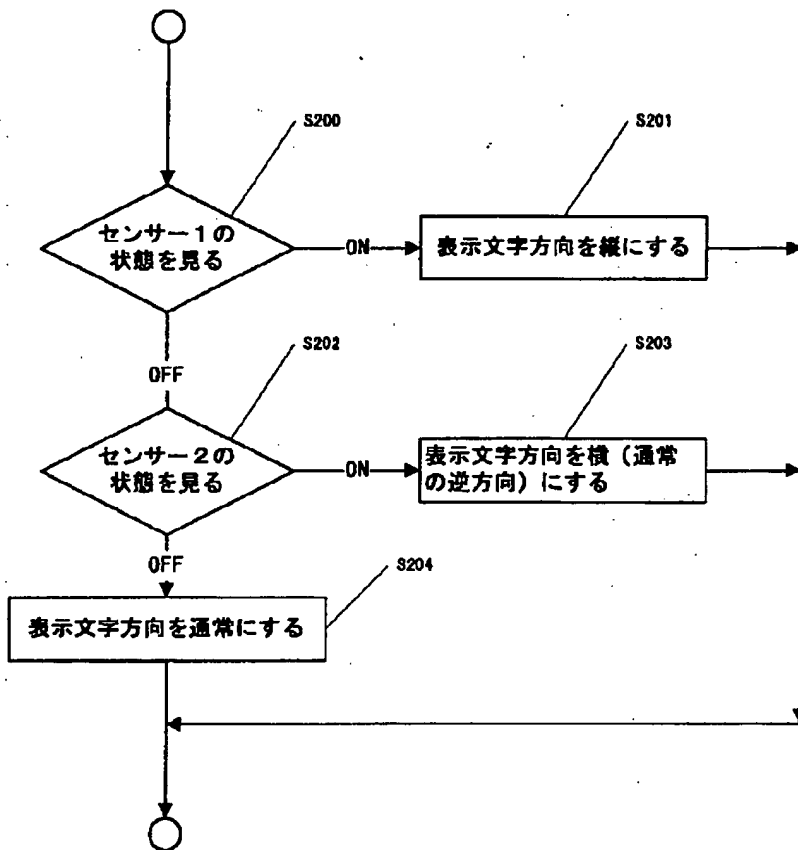 S200
S201
センサー1の
状態を見る
ON
表示文字方向を縦にする
OFF
S202
S203
センサー2の
状態を見る
ON
表示文字方向を横（通常
の逆方向）にする
OFF
S204
表示文字方向を通常にする